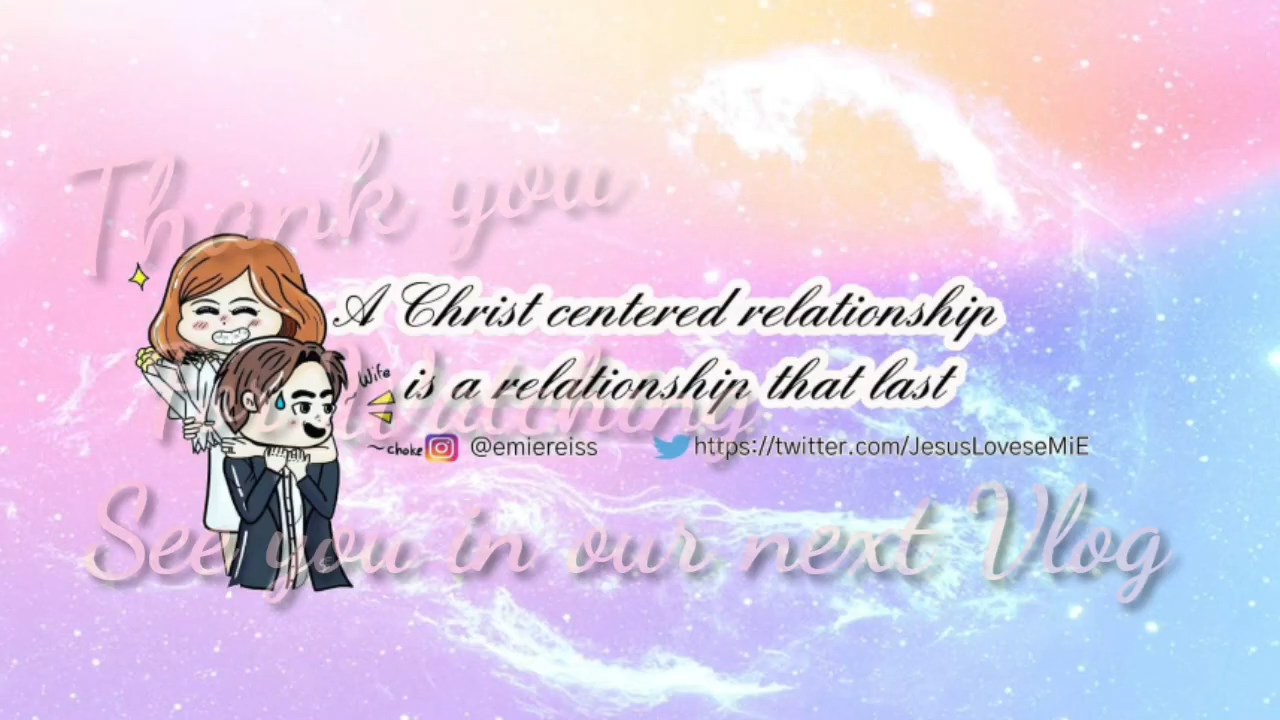 Thank you
A Christ centered relationship
Wife
is a relationship that last
Watching
~choke
@emiereiss
https://twitter.com/JesusLoveseMiE
See you in our next Vlog